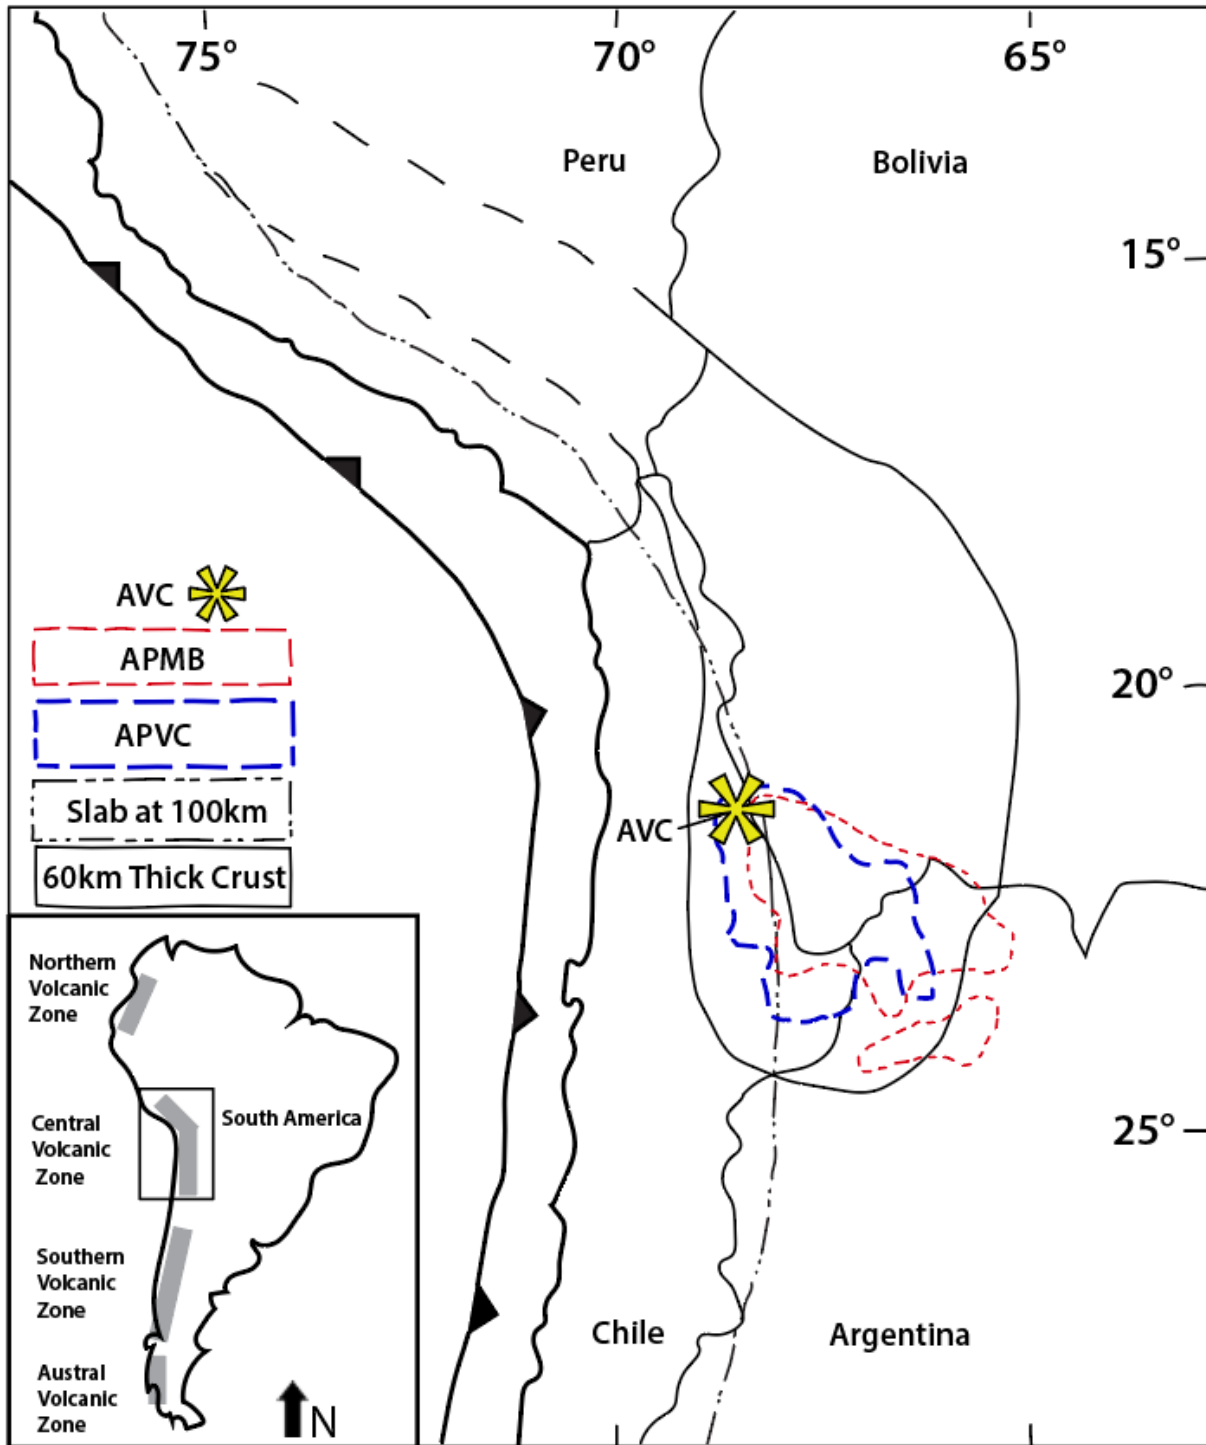 75°
70°
65°
Peru
Bolivia
15°
AVC
APMB
APVC
Slab at 100km
60km Thick Crust
20°
AVC
25°
Chile
Argentina
Northern
Volcanic
Zone
Central
Volcanic
Zone
South America
Southern
Volcanic
Zone
Austral
Volcanic
Zone
N